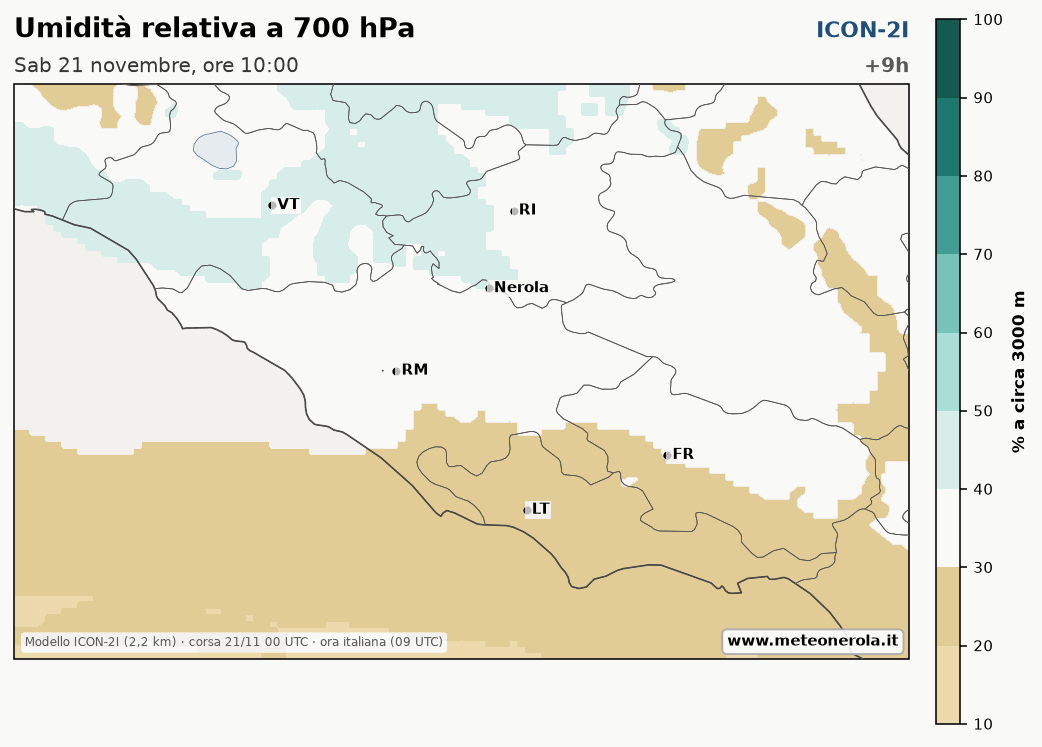 Umidità relativa a 700 hPa
ICON-2I
Sab 21 novembre, ore 10:00
+9h
100
90
80
70
60
50
40
30
20
10
% a circa 3000 m
VT
RI
Nerola
RM
FR
LT
Modello ICON-2I (2,2 km) · corsa 21/11 00 UTC · ora italiana (09 UTC)
www.meteonerola.it